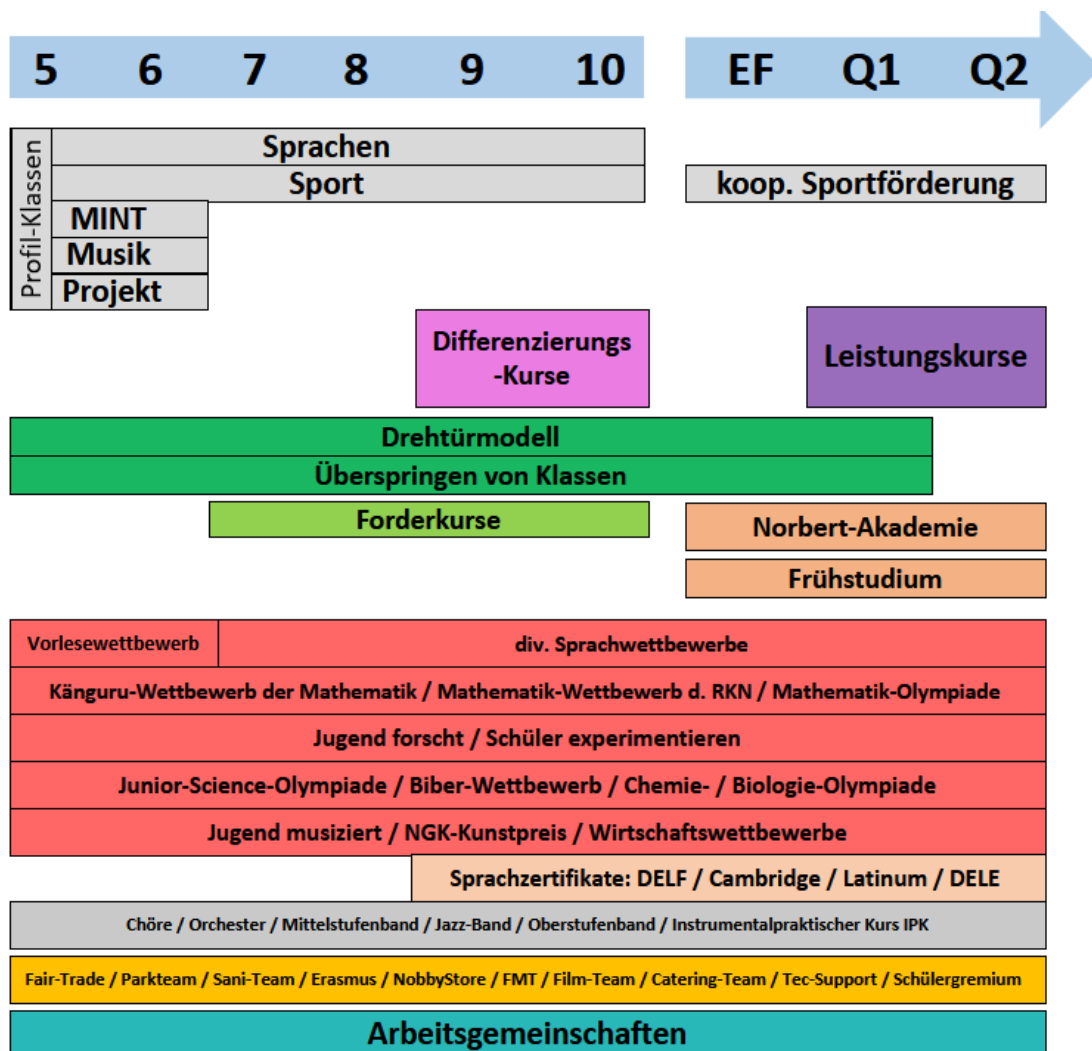 5 6 7 8 9 10 EF Q1 Q2
Profil-Klassen
Sprachen
Sport
koop. Sportförderung
MINT
Musik
Projekt
Differenzierungs
-Kurse
Leistungskurse
Drehtürmodell
Überspringen von Klassen
Forderkurse
Norbert-Akademie
Frühstudium
Vorlesewettbewerb
div. Sprachwettbewerbe
Känguru-Wettbewerb der Mathematik / Mathematik-Wettbewerb d. RKN / Mathematik-Olympiade
Jugend forscht / Schüler experimentieren
Junior-Science-Olympiade / Biber-Wettbewerb / Chemie- / Biologie-Olympiade
Jugend musiziert / NGK-Kunstpreis / Wirtschaftswettbewerbe
Sprachzertifikate: DELF / Cambridge / Latinum / DELE
Chöre / Orchester / Mittelstufenband / Jazz-Band / Oberstufenband / Instrumentalpraktischer Kurs IPK
Fair-Trade / Parkteam / Sani-Team / Erasmus / NobbyStore / FMT / Film-Team / Catering-Team / Tec-Support / Schülergremium
Arbeitsgemeinschaften